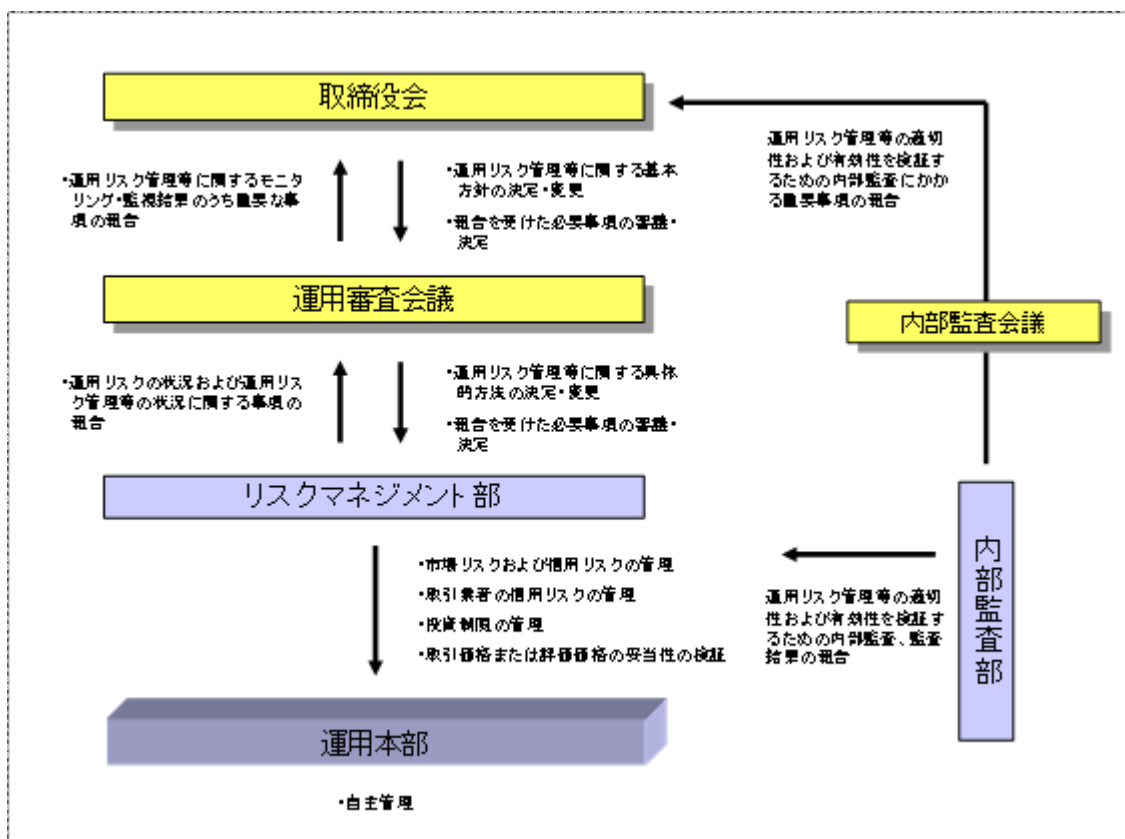 取締役会
・運用リスク管理等に関するモニタ
リング・監視結果のうち重要な事
項の報告
・運用リスク管理等に関する基本
方針の決定・変更
・報告を受けた必要事項の審議・
決定
運用リスク管理等の適切
性および有効性を検証す
るための内部監査にかか
る重要事項の報告
運用審査会議
内部監査会議
・運用リスクの状況および運用リス
ク管理等の状況に関する事項の
報告
・運用リスク管理等に関する具体
的方法の決定・変更
・報告を受けた必要事項の審議・
決定
リスクマネジメント部
・市場リスクおよび信用リスクの管理
・取引業者の信用リスクの管理
・投資制限の管理
・取引価格または評価価格の妥当性の検証
運用リスク管理等の適切
性および有効性を検証す
るための内部監査、監査
結果の報告
内部監査部
運用本部
・自主管理